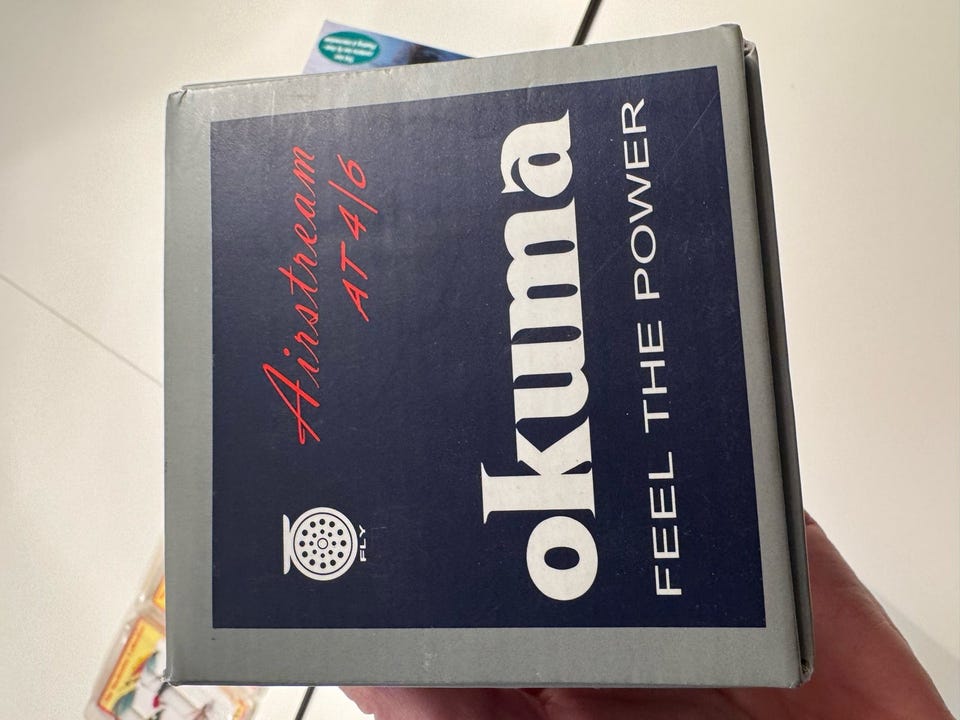 Airstream
AT 4/6
FLY
okuma
FEEL THE POWER